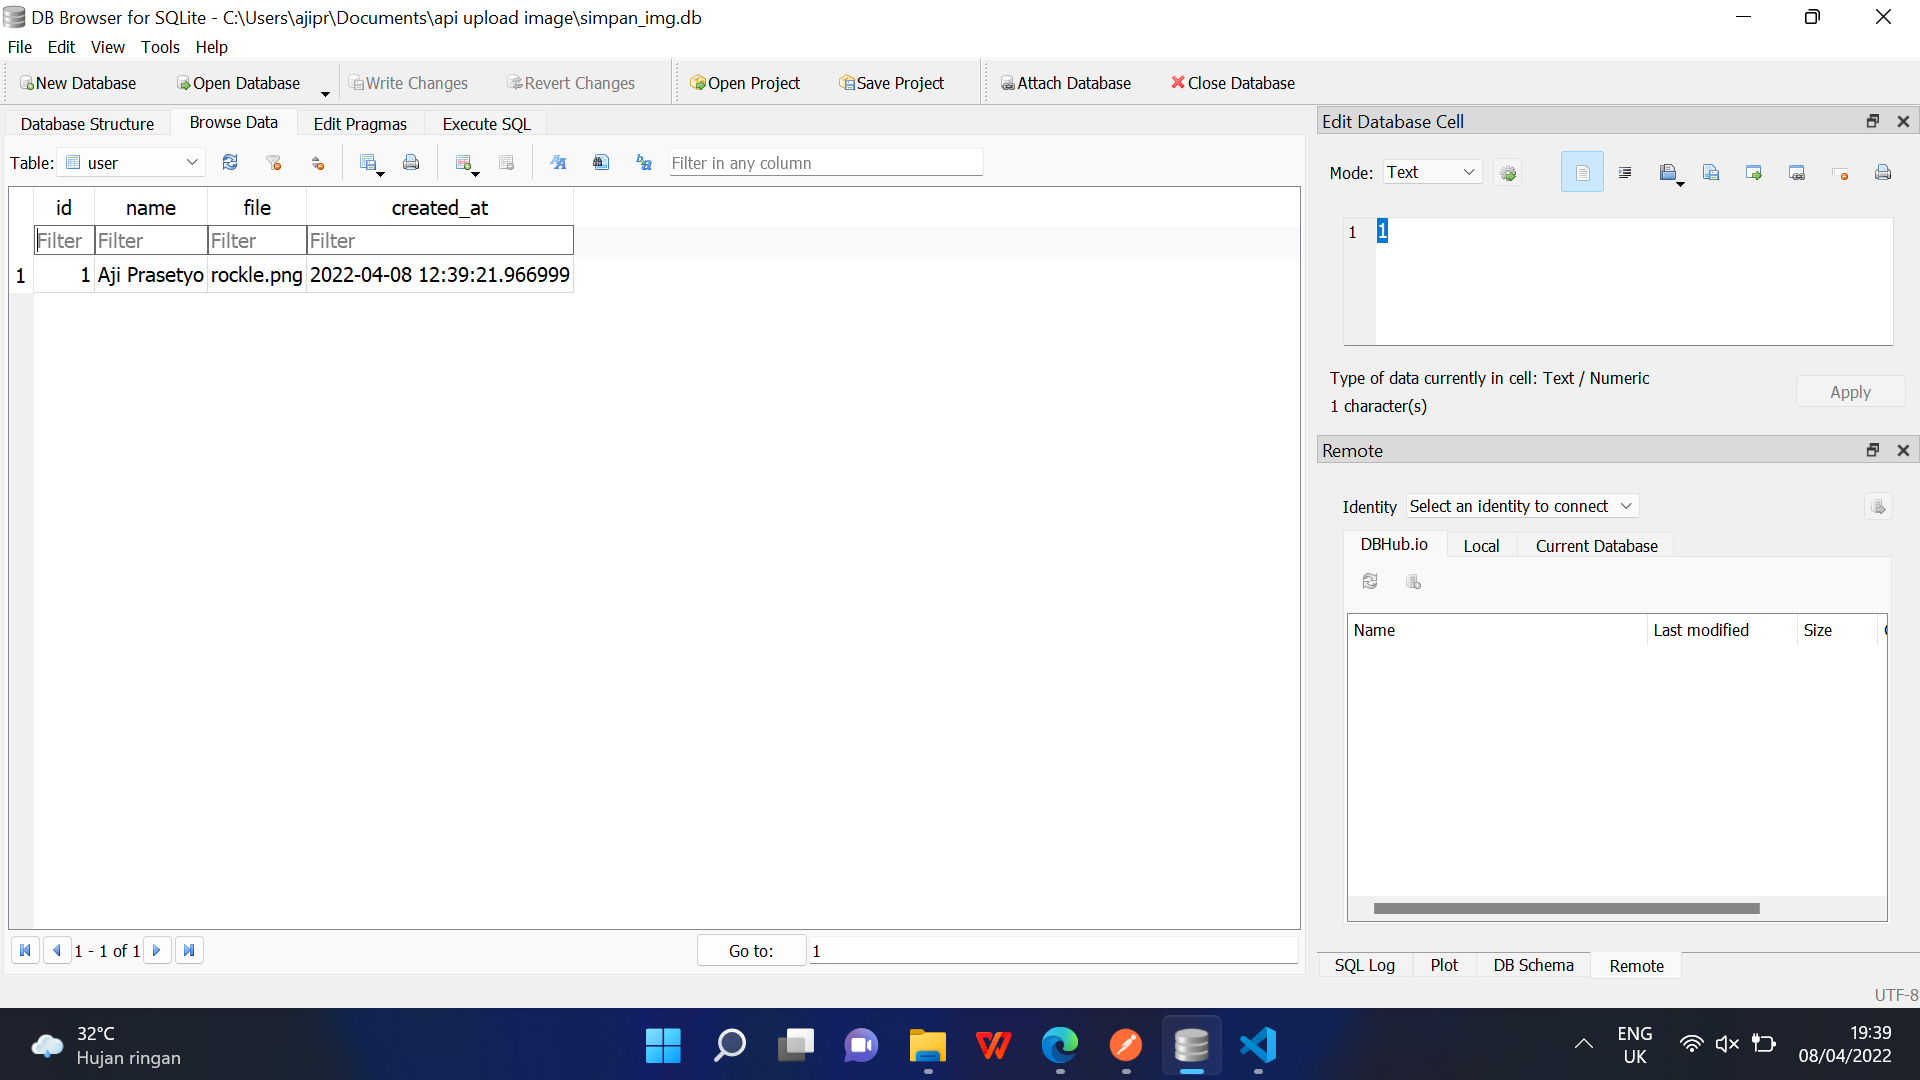 DB Browser for SQLite - C:\Users\ajipr\Documents\api upload image\simpan_img.db
File Edit View Tools Help
New Database Open Database Write Changes Revert Changes Open Project Save Project Attach Database Close Database
Database Structure Browse Data Edit Pragmas Execute SQL
Table: user Filter in any column
id name file created_at
Filter Filter Filter Filter
1 1 Aji Prasetyo rockle.png 2022-04-08 12:39:21.966999
1 - 1 of 1 Go to: 1
Edit Database Cell
Mode: Text
1 1
Type of data currently in cell: Text / Numeric
1 character(s)
Apply
Remote
Identity Select an identity to connect
DBHub.io Local Current Database
Name Last modified Size
SQL Log Plot DB Schema Remote
UTF-8
32°C
Hujan ringan
ENG
UK
19:39
08/04/2022